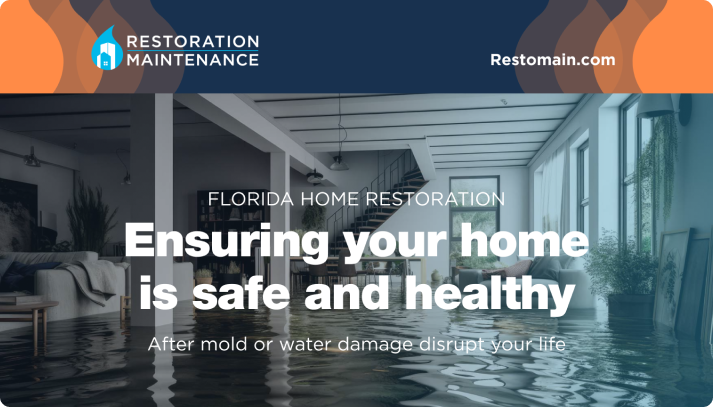 RESTORATION
MAINTENANCE
Restomain.com
FLORIDA HOME RESTORATION
Ensuring your home
is safe and healthy
After mold or water damage disrupt your life